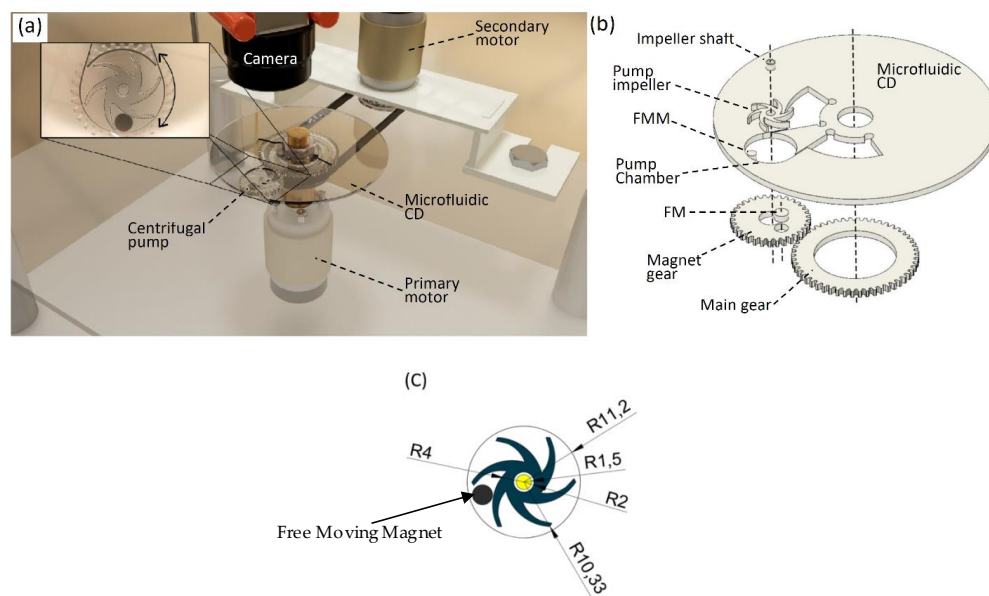 (a)
Camera
Secondary
motor
Microfluidic
CD
Centrifugal
pump
Primary
motor
(b)
Impeller shaft
Pump
impeller
FMM
Pump
Chamber
FM
Magnet
gear
Main gear
Microfluidic
CD
(C)
R4
R11,2
R1,5
R2
R10,33
Free Moving Magnet